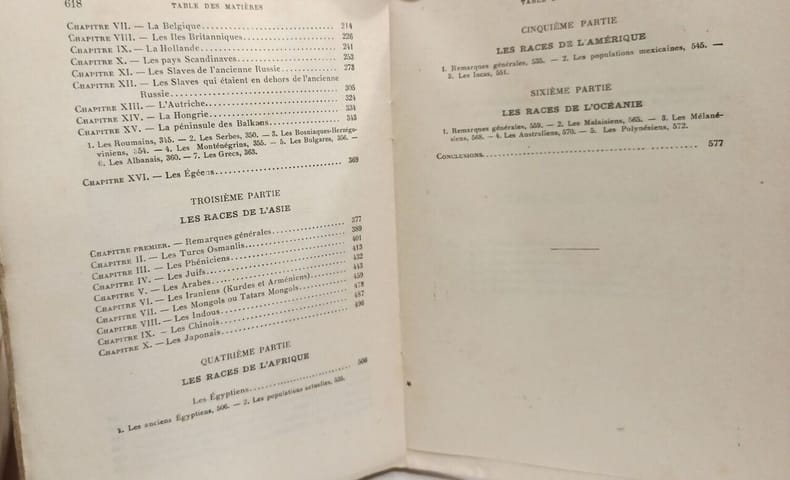 618 TABLE DES MATIÈRES
CHAPITRE VII. — La Belgique 214
CHAPITRE VIII. — Les Iles Britanniques 226
CHAPITRE IX. — La Hollande 241
CHAPITRE X. — Les pays Scandinaves 253
CHAPITRE XI. — Les Slaves de l'ancienne Russie 273
CHAPITRE XII. — Les Slaves qui étaient en dehors de l'ancienne
Russie 305
CHAPITRE XIII. — L'Autriche 324
CHAPITRE XIV. — La Hongrie 334
CHAPITRE XV. — La péninsule des Balkans 343
1. Les Roumains, 345. — 2. Les Serbes, 350. — 3. Les Bosniaques-Herzégo-
viniens, 354. — 4. Les Monténégrins, 355. — 5. Les Bulgares, 356. —
6. Les Albanais, 360. — 7. Les Grecs, 363.
CHAPITRE XVI. — Les Égéens 369
TROISIÈME PARTIE
LES RACES DE L'ASIE
CHAPITRE PREMIER. — Remarques générales 377
CHAPITRE II. — Les Turcs Osmanlis 389
CHAPITRE III. — Les Phéniciens 401
CHAPITRE IV. — Les Juifs 413
CHAPITRE V. — Les Arabes 432
CHAPITRE VI. — Les Iraniens (Kurdes et Arméniens) 443
CHAPITRE VII. — Les Mongols ou Tatars Mongols 459
CHAPITRE VIII. — Les Indous 478
CHAPITRE IX. — Les Chinois 487
CHAPITRE X. — Les Japonais 496
QUATRIÈME PARTIE
LES RACES DE L'AFRIQUE
Les Égyptiens 506
1. Les anciens Égyptiens, 506. — 2. Les populations actuelles, 525.
TABLE
CINQUIÈME PARTIE
LES RACES DE L'AMÉRIQUE
1. Remarques générales, 535. — 2. Les populations mexicaines, 545. —
3. Les Incas, 551.
SIXIÈME PARTIE
LES RACES DE L'OCÉANIE
1. Remarques générales, 559. — 2. Les Malaisiens, 565. — 3. Les Mélané-
siens, 568. — 4. Les Australiens, 570. — 5. Les Polynésiens, 572.
CONCLUSIONS 577